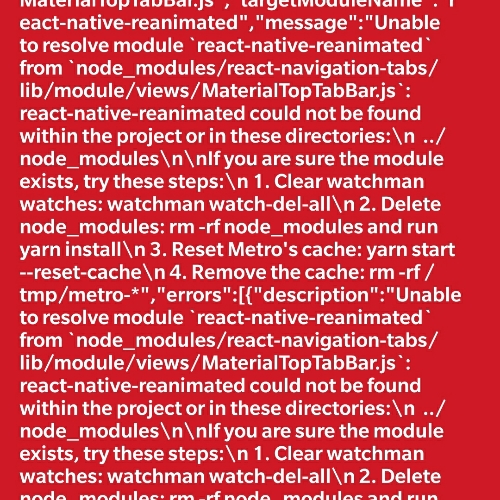 MaterialTopTabBar.js","targetModuleName":"r
eact-native-reanimated","message":"Unable
to resolve module `react-native-reanimated`
from `node_modules/react-navigation-tabs/
lib/module/views/MaterialTopTabBar.js`:
react-native-reanimated could not be found
within the project or in these directories:\n ../
node_modules\n\nIf you are sure the module
exists, try these steps:\n 1. Clear watchman
watches: watchman watch-del-all\n 2. Delete
node_modules: rm -rf node_modules and run
yarn install\n 3. Reset Metro's cache: yarn start
--reset-cache\n 4. Remove the cache: rm -rf /
tmp/metro-*","errors":[{"description":"Unable
to resolve module `react-native-reanimated`
from `node_modules/react-navigation-tabs/
lib/module/views/MaterialTopTabBar.js`:
react-native-reanimated could not be found
within the project or in these directories:\n ../
node_modules\n\nIf you are sure the module
exists, try these steps:\n 1. Clear watchman
watches: watchman watch-del-all\n 2. Delete
node_modules: rm -rf node_modules and run